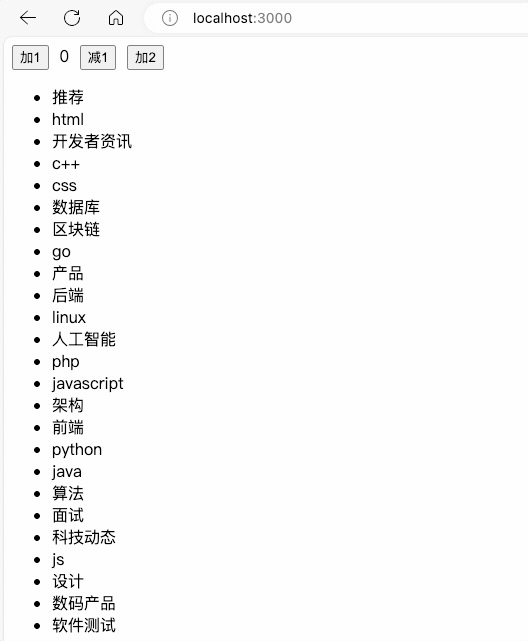 localhost:3000
加1 0 减1 加2
推荐
html
开发者资讯
c++
css
数据库
区块链
go
产品
后端
linux
人工智能
php
javascript
架构
前端
python
java
算法
面试
科技动态
js
设计
数码产品
软件测试